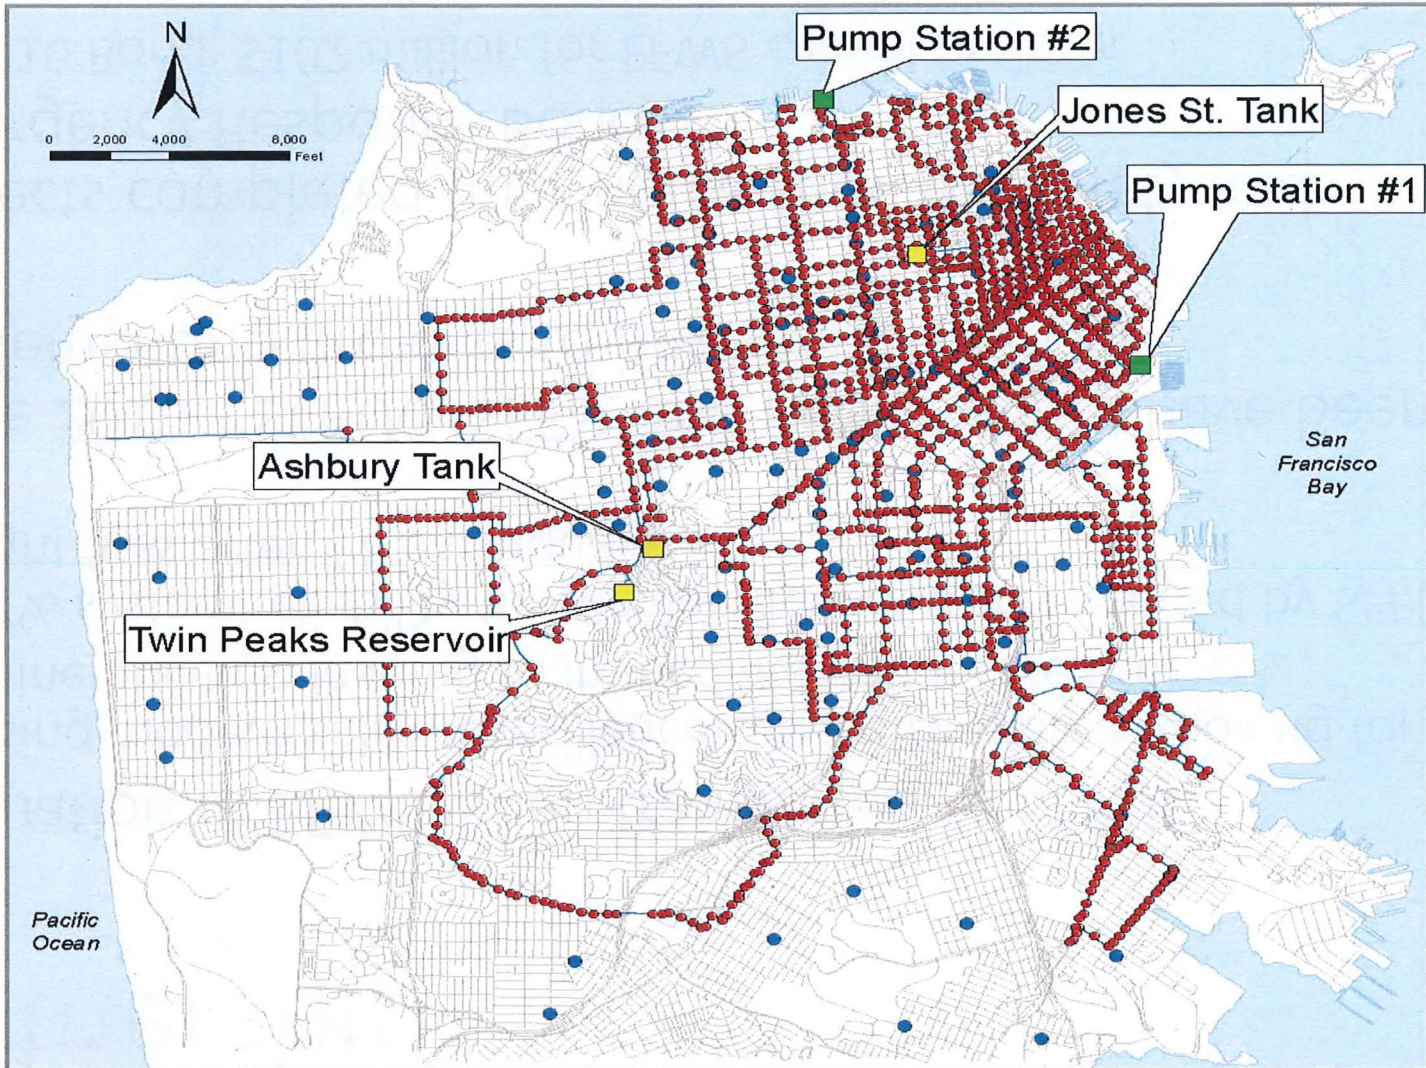 Pump Station #2
N
Jones St. Tank
0 2,000 4,000 8,000
Feet
Pump Station #1
San
Francisco
Bay
Ashbury Tank
Twin Peaks Reservoir
Pacific
Ocean